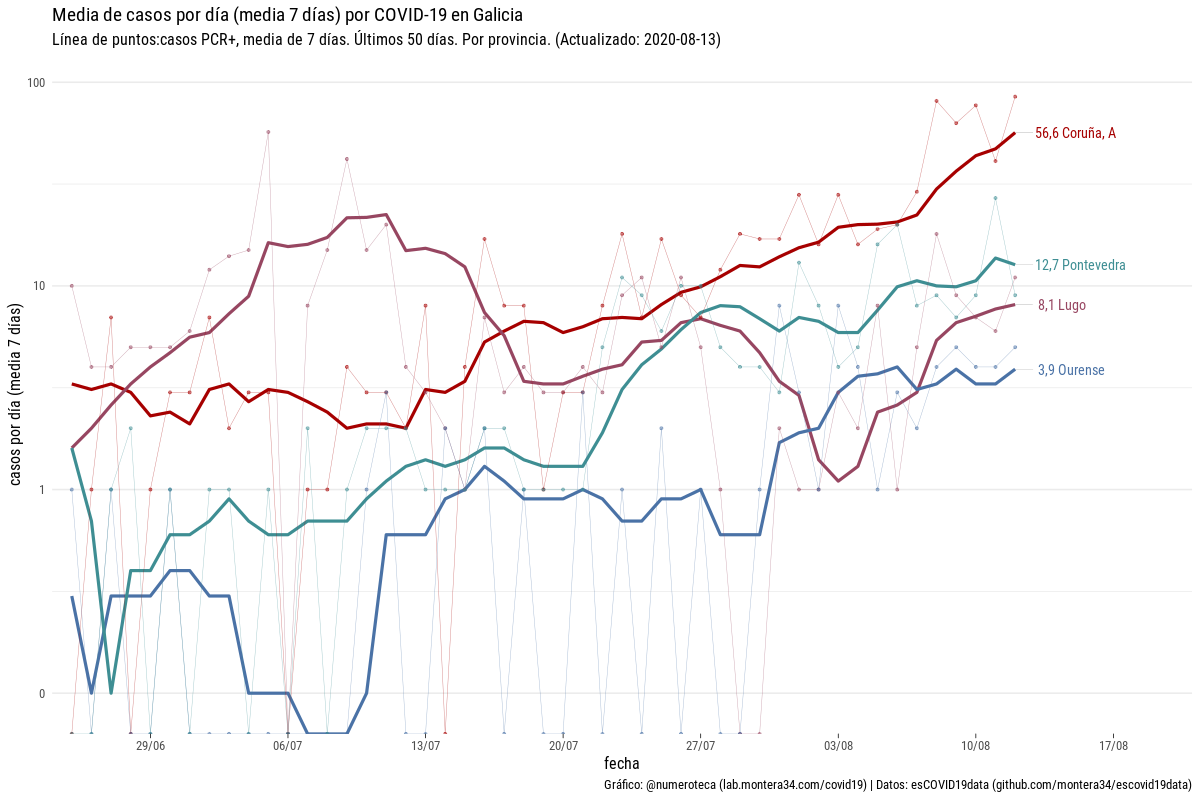 Media de casos por día (media 7 días) por COVID-19 en Galicia
Línea de puntos:casos PCR+, media de 7 días. Últimos 50 días. Por provincia. (Actualizado: 2020-08-13)
casos por día (media 7 días)
100
10
1
0
56,6 Coruña, A
12,7 Pontevedra
8,1 Lugo
3,9 Ourense
29/06
06/07
13/07
20/07
27/07
03/08
10/08
17/08
fecha
Gráfico: @numeroteca (lab.montera34.com/covid19) | Datos: esCOVID19data (github.com/montera34/escovid19data)